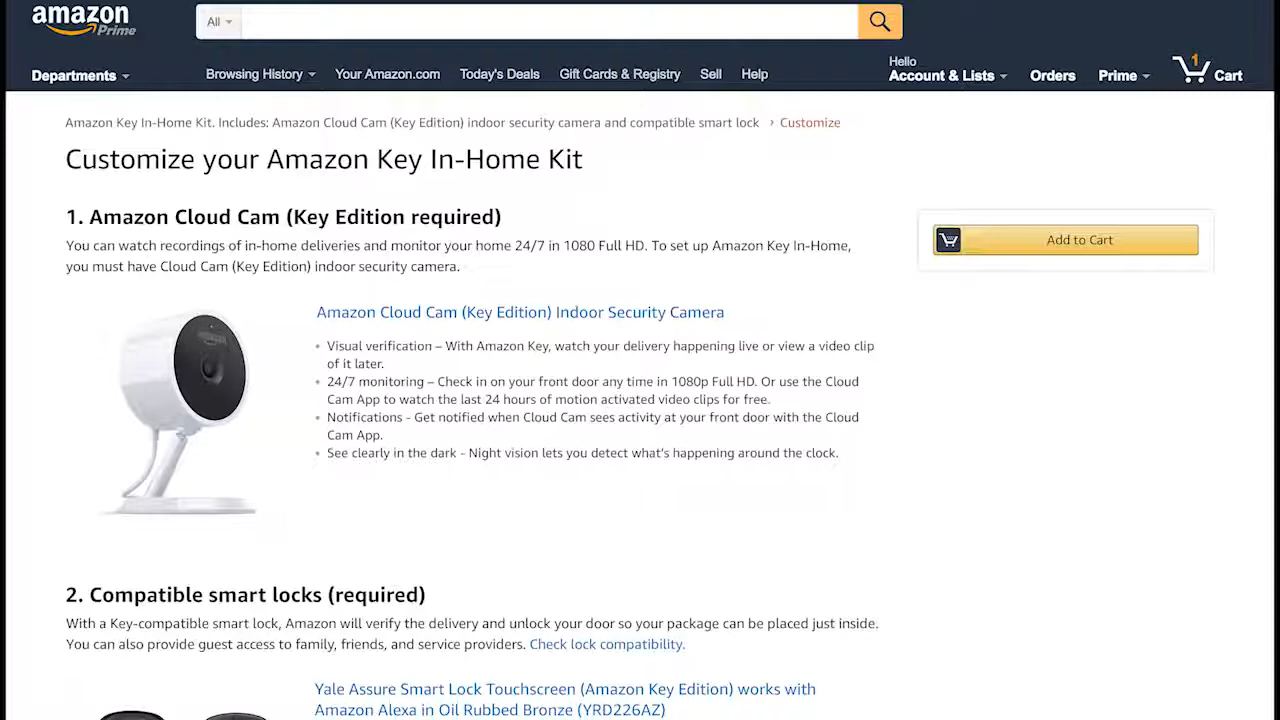 amazon
Prime
All
Hello
Departments
Browsing History
Your Amazon.com
Today's Deals
Gift Cards & Registry
Sell
Help
Account & Lists
Orders
Prime
1
Cart
Amazon Key In-Home Kit. Includes: Amazon Cloud Cam (Key Edition) indoor security camera and compatible smart lock › Customize
Customize your Amazon Key In-Home Kit
1. Amazon Cloud Cam (Key Edition required)
You can watch recordings of in-home deliveries and monitor your home 24/7 in 1080 Full HD. To set up Amazon Key In-Home,
you must have Cloud Cam (Key Edition) indoor security camera.
Add to Cart
Amazon Cloud Cam (Key Edition) Indoor Security Camera
• Visual verification – With Amazon Key, watch your delivery happening live or view a video clip
of it later.
• 24/7 monitoring – Check in on your front door any time in 1080p Full HD. Or use the Cloud
Cam App to watch the last 24 hours of motion activated video clips for free.
• Notifications - Get notified when Cloud Cam sees activity at your front door with the Cloud
Cam App.
• See clearly in the dark - Night vision lets you detect what's happening around the clock.
2. Compatible smart locks (required)
With a Key-compatible smart lock, Amazon will verify the delivery and unlock your door so your package can be placed just inside.
You can also provide guest access to family, friends, and service providers. Check lock compatibility.
Yale Assure Smart Lock Touchscreen (Amazon Key Edition) works with
Amazon Alexa in Oil Rubbed Bronze (YRD226AZ)